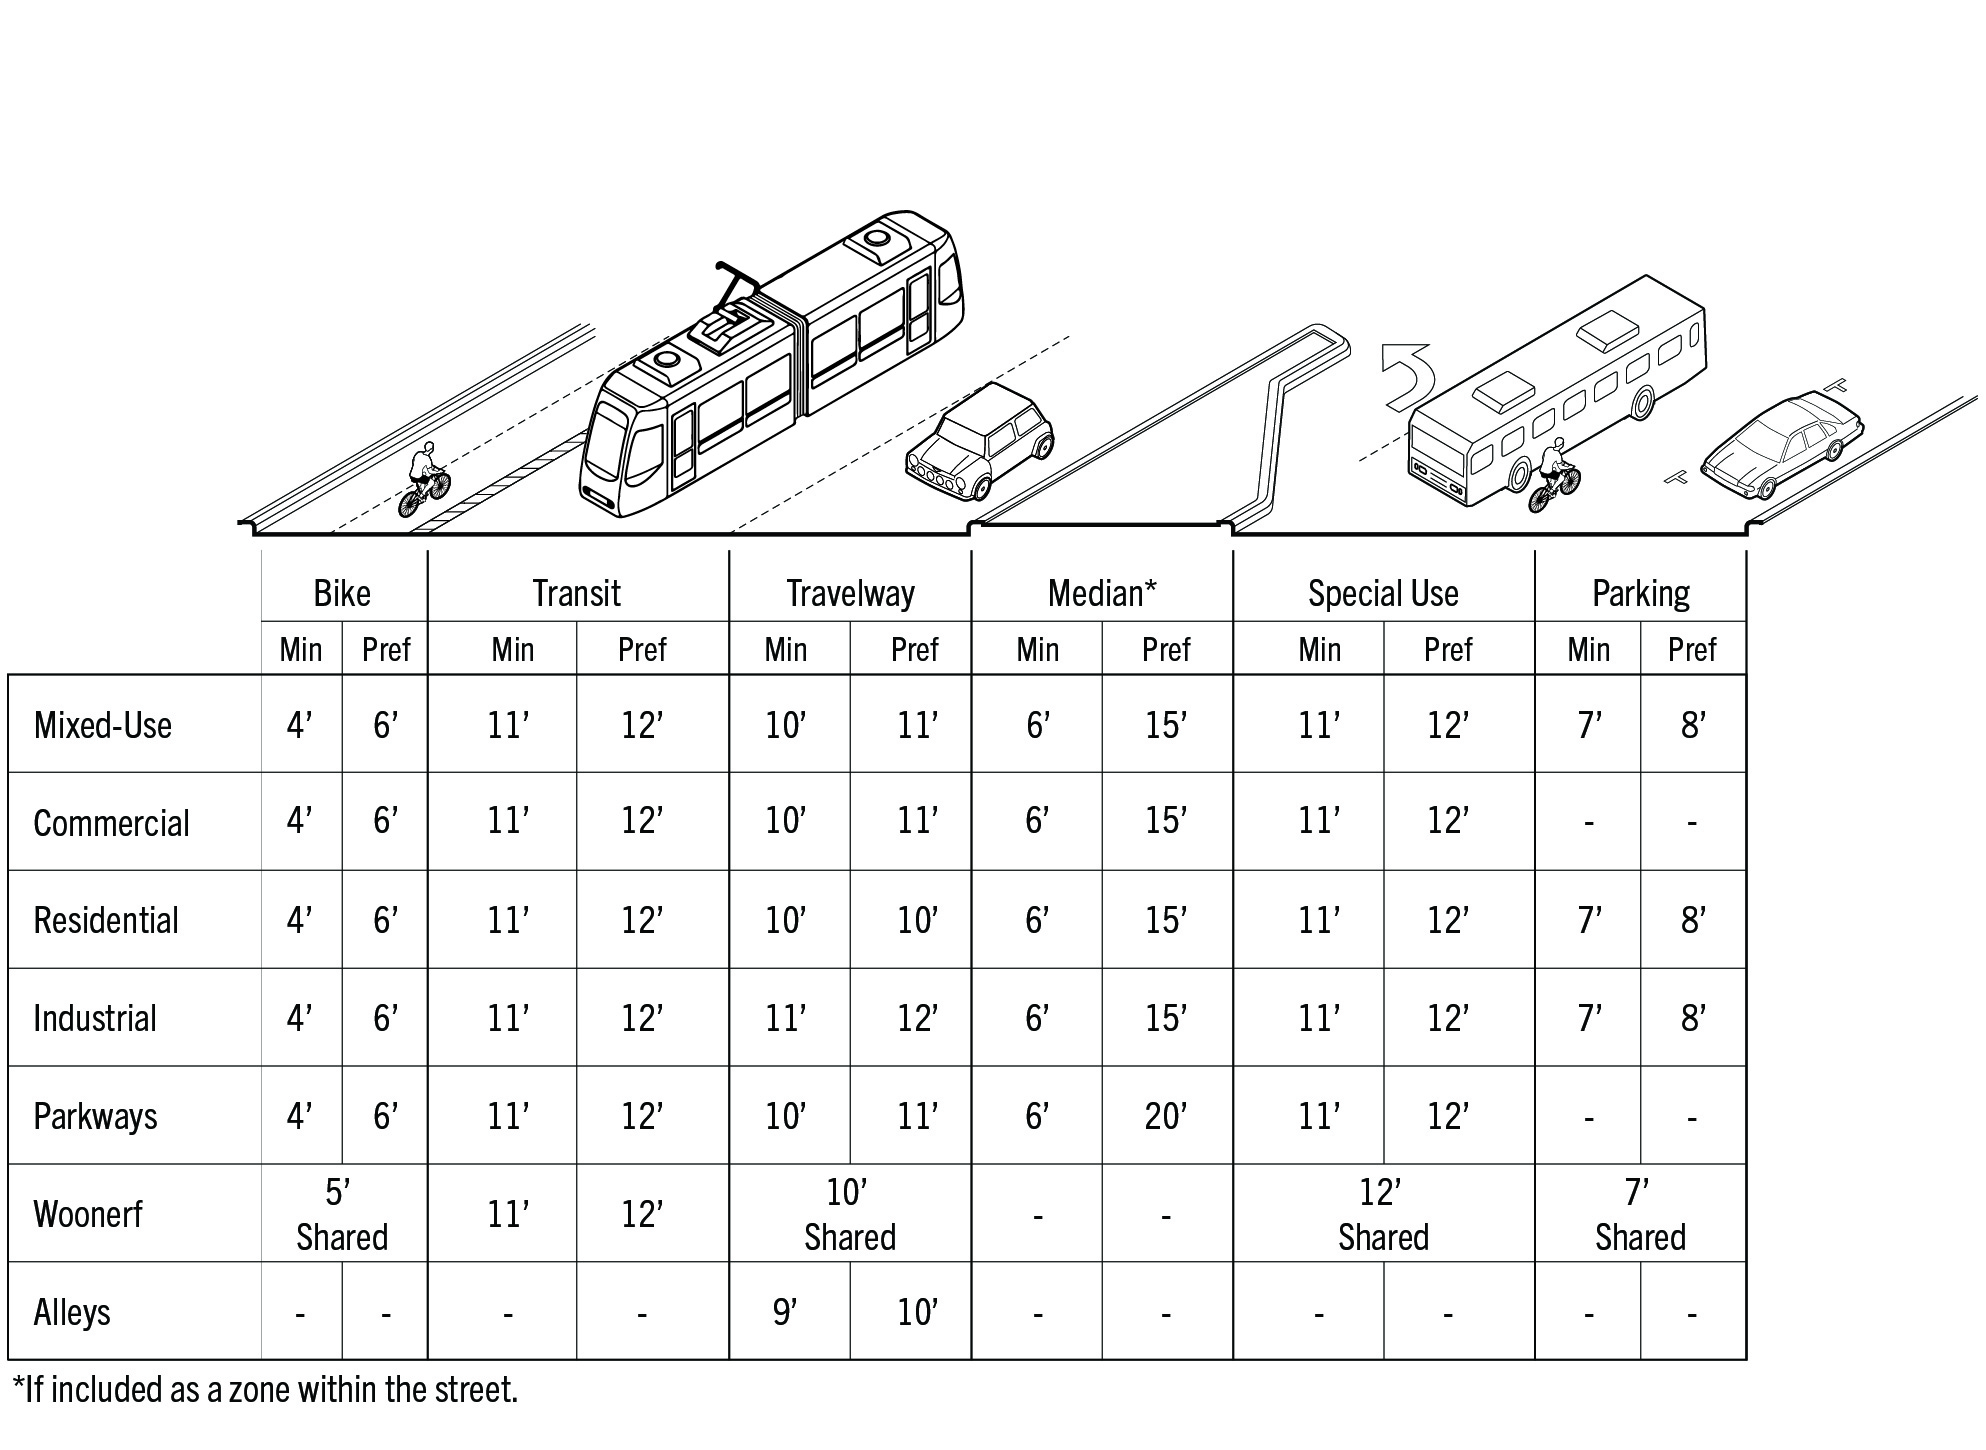 Bike Transit Travelway Median* Special Use Parking
Min Pref Min Pref Min Pref Min Pref Min Pref Min Pref
Mixed-Use 4’ 6’ 11’ 12’ 10’ 11’ 6’ 15’ 11’ 12’ 7’ 8’
Commercial 4’ 6’ 11’ 12’ 10’ 11’ 6’ 15’ 11’ 12’ - -
Residential 4’ 6’ 11’ 12’ 10’ 10’ 6’ 15’ 11’ 12’ 7’ 8’
Industrial 4’ 6’ 11’ 12’ 11’ 12’ 6’ 15’ 11’ 12’ 7’ 8’
Parkways 4’ 6’ 11’ 12’ 10’ 11’ 6’ 20’ 11’ 12’ - -
Woonerf 5’ Shared 11’ 12’ 10’ Shared - - 12’ Shared 7’ Shared
Alleys - - - - 9’ 10’ - - - - - -
*If included as a zone within the street.